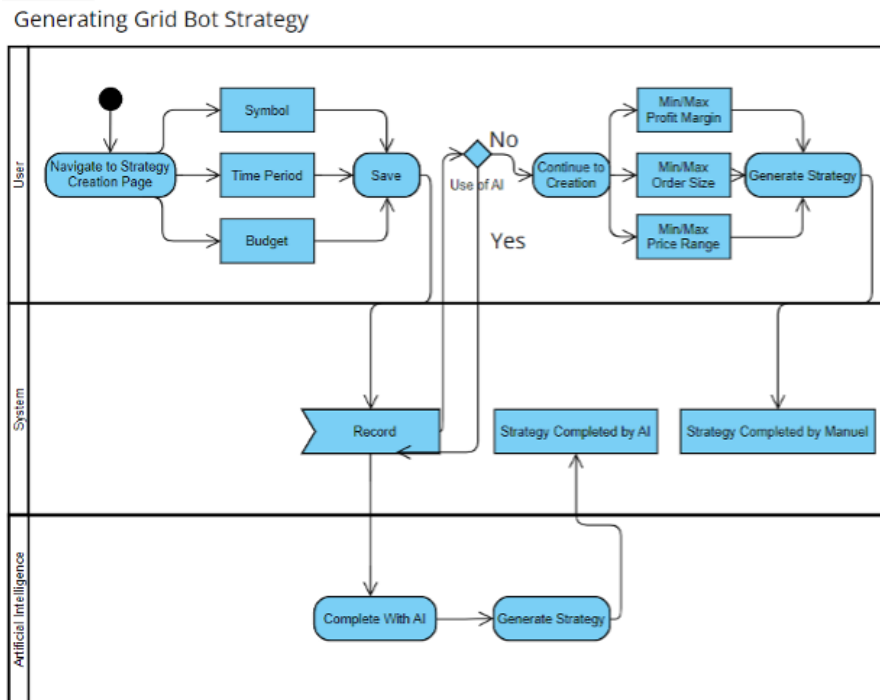 Generating Grid Bot Strategy
User
Navigate to Strategy
Creation Page
Symbol
Time Period
Budget
Save
No
Use of AI
Yes
Continue to
Creation
Min/Max
Profit Margin
Min/Max
Order Size
Min/Max
Price Range
Generate Strategy
System
Record
Strategy Completed by AI
Strategy Completed by Manuel
Artificial Intelligence
Complete With AI
Generate Strategy